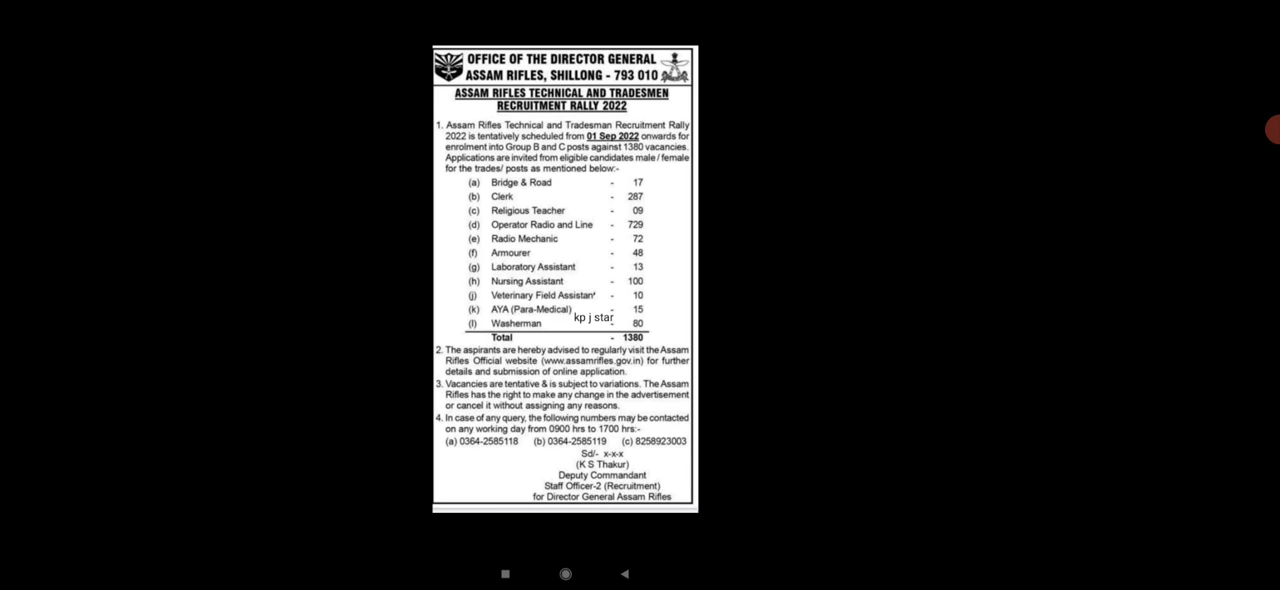 OFFICE OF THE DIRECTOR GENERAL
ASSAM RIFLES, SHILLONG - 793 010
ASSAM RIFLES TECHNICAL AND TRADESMEN
RECRUITMENT RALLY 2022
1. Assam Rifles Technical and Tradesman Recruitment Rally
2022 is tentatively scheduled from 01 Sep 2022 onwards for
enrolment into Group B and C posts against 1380 vacancies.
Applications are invited from eligible candidates male / female
for the trades/ posts as mentioned below:-
(a) Bridge & Road - 17
(b) Clerk - 287
(c) Religious Teacher - 09
(d) Operator Radio and Line - 729
(e) Radio Mechanic - 72
(f) Armourer - 48
(g) Laboratory Assistant - 13
(h) Nursing Assistant - 100
(j) Veterinary Field Assistant - 10
(k) AYA (Para-Medical) - 15
kp j star
(l) Washerman - 80
Total - 1380
2. The aspirants are hereby advised to regularly visit the Assam
Rifles Official website (www.assamrifles.gov.in) for further
details and submission of online application.
3. Vacancies are tentative & is subject to variations. The Assam
Rifles has the right to make any change in the advertisement
or cancel it without assigning any reasons.
4. In case of any query, the following numbers may be contacted
on any working day from 0900 hrs to 1700 hrs:-
(a) 0364-2585118 (b) 0364-2585119 (c) 8258923003
Sd/- x-x-x
(K S Thakur)
Deputy Commandant
Staff Officer-2 (Recruitment)
for Director General Assam Rifles